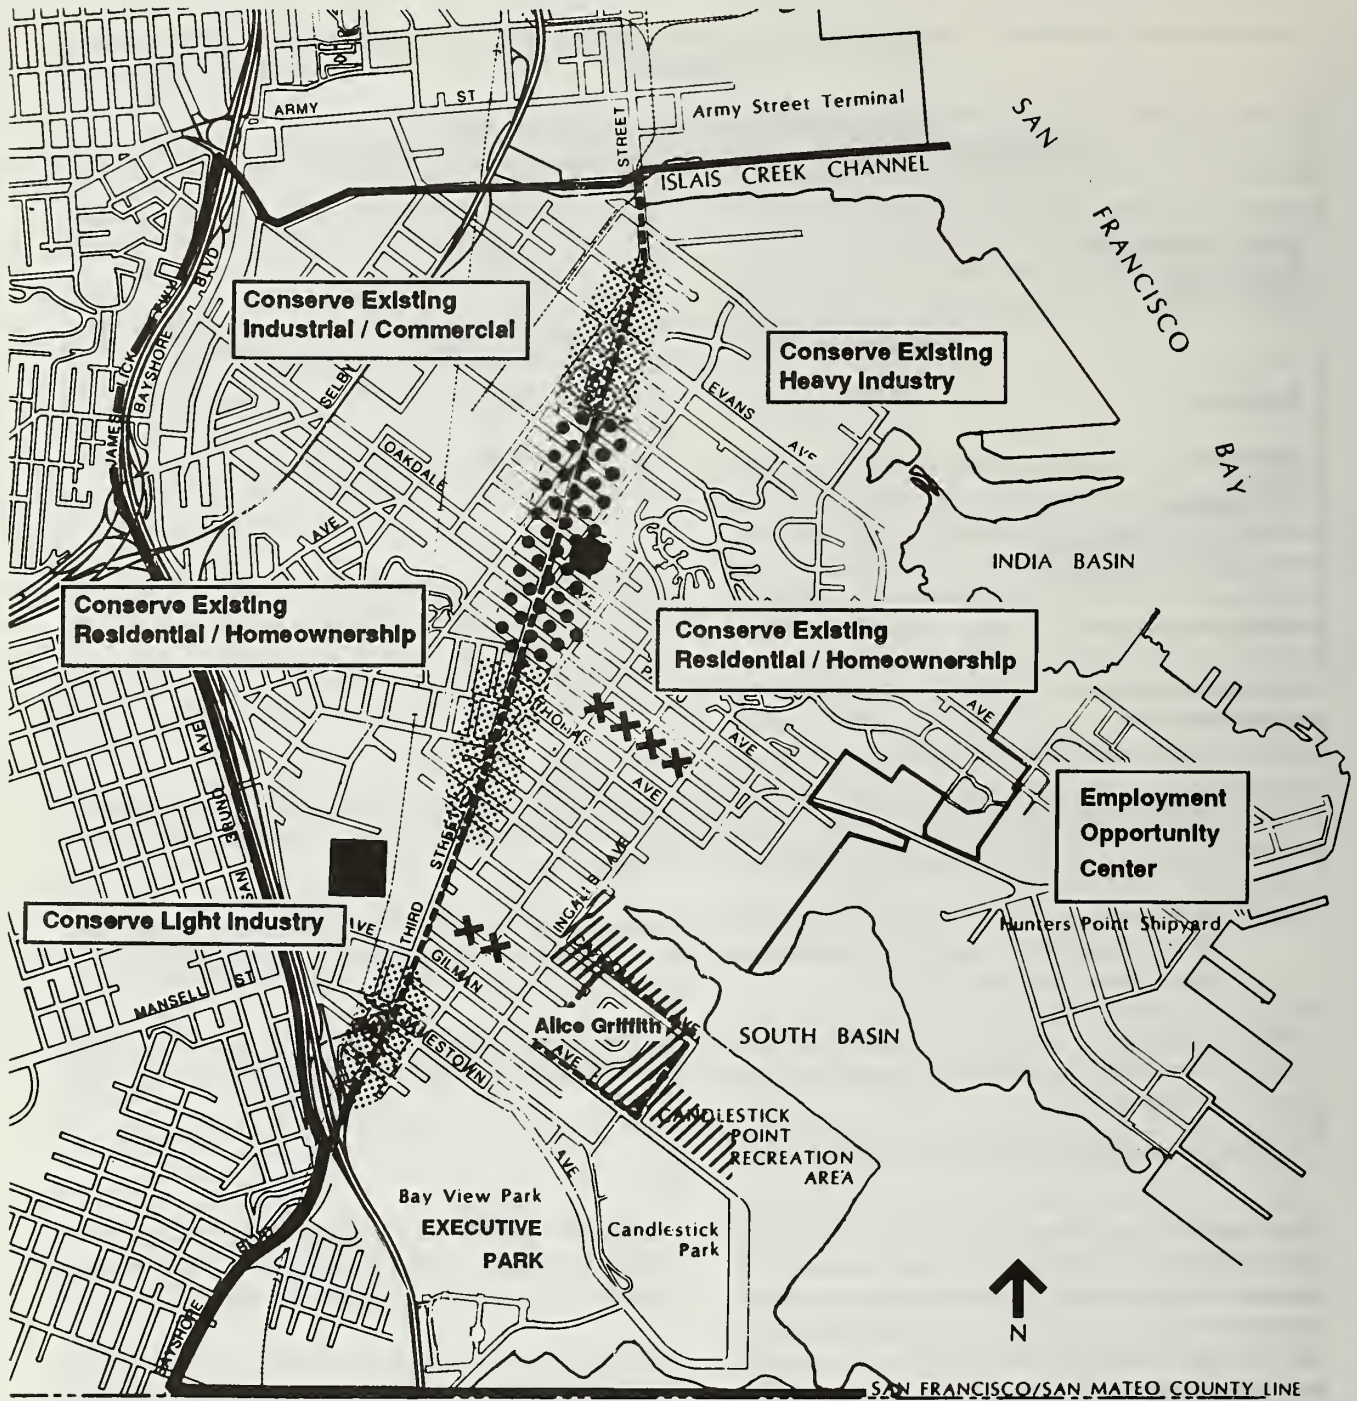 ARMY ST
Army Street Terminal
STREET
ISLAIS CREEK CHANNEL
SAN
FRANCISCO
BAY
Conserve Existing
Industrial / Commercial
Conserve Existing
Heavy Industry
JAMES LICK FWY
BAYSHORE BLVD
SELBY
EVANS AVE
OAKDALE
AVE
INDIA BASIN
Conserve Existing
Residential / Homeownership
Conserve Existing
Residential / Homeownership
THOMAS
AVE
AVE
AVE
SAN BRUNO AVE
THIRD STREET
Employment
Opportunity
Center
Hunters Point Shipyard
Conserve Light Industry
AVE
INGALLS AVE
GILMAN
AVE
MANSELL ST
Alice Griffith
JAMESTOWN
AVE
SOUTH BASIN
CANDLESTICK
POINT
RECREATION
AREA
Bay View Park
EXECUTIVE
PARK
Candlestick
Park
BAYSHORE
BLVD
N
SAN FRANCISCO/SAN MATEO COUNTY LINE